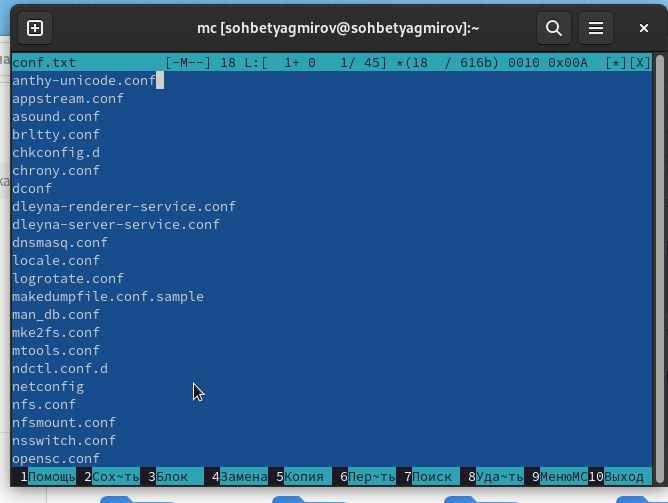 mc [sohbetyagmirov@sohbetyagmirov]:~
conf.txt [-M--] 18 L:[ 1+ 0 1/ 45] *(18 / 616b) 0010 0x00A [*][X]
anthy-unicode.conf
appstream.conf
asound.conf
brltty.conf
chkconfig.d
chrony.conf
dconf
dleyna-renderer-service.conf
dleyna-server-service.conf
dnsmasq.conf
locale.conf
logrotate.conf
makedumpfile.conf.sample
man_db.conf
mke2fs.conf
mtools.conf
ndctl.conf.d
netconfig
nfs.conf
nfsmount.conf
nsswitch.conf
opensc.conf
1Помощь 2Сох~ть 3Блок 4Замена 5Копия 6Пер~ть 7Поиск 8Уда~ть 9МенюMC 10Выход